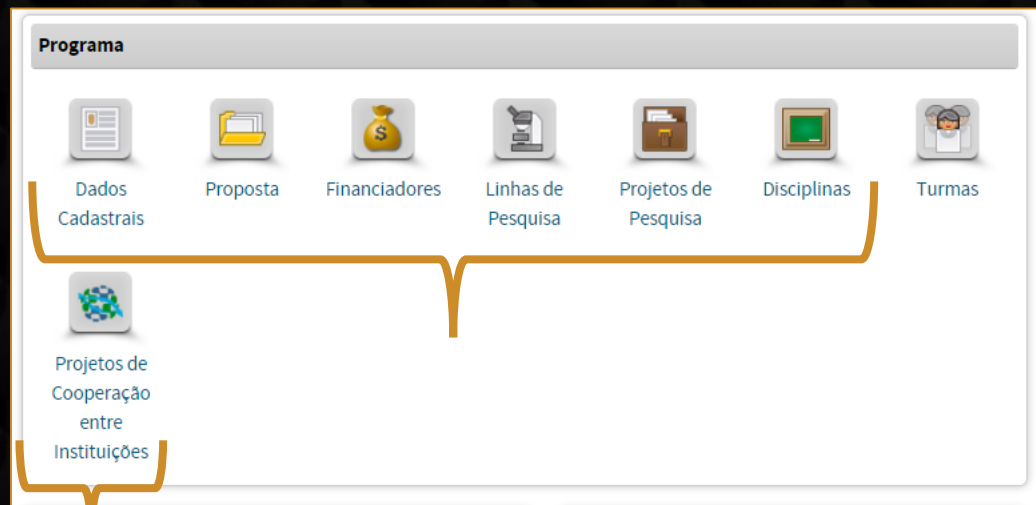 Programa
Dados
Cadastrais
Proposta
Financiadores
Linhas de
Pesquisa
Projetos de
Pesquisa
Disciplinas
Turmas
Projetos de
Cooperação
entre
Instituições